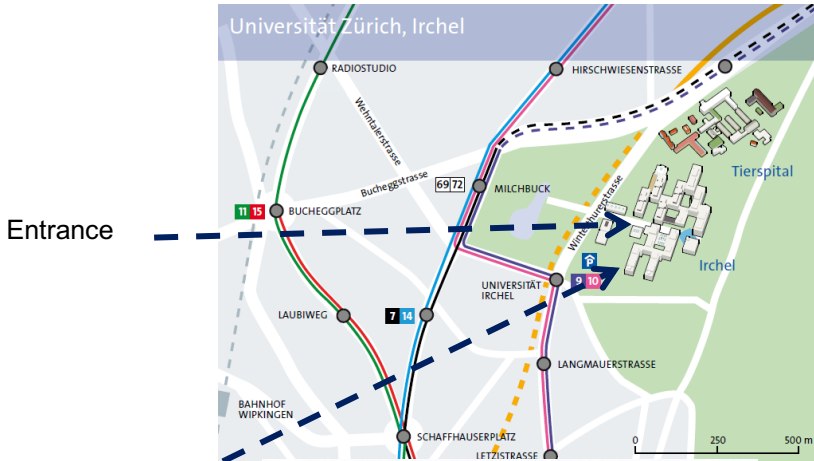 Universität Zürich, Irchel
RADIOSTUDIO
HIRSCHWIESENSTRASSE
Wehntalerstrasse
Bucheggstrasse
69 72
MILCHBUCK
Tierspital
11 15
BUCHEGGPLATZ
Winterthurerstrasse
Entrance
Irchel
UNIVERSITÄT
IRCHEL
9 10
LAUBIWEG
7 14
LANGMAUERSTRASSE
BAHNHOF
WIPKINGEN
SCHAFFHAUSERPLATZ
LETZISTRASSE
0 250 500 m